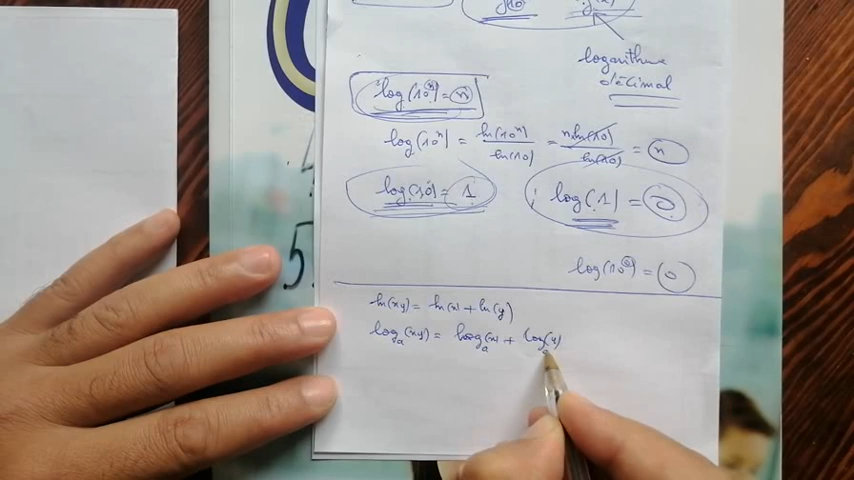 logarithme
décimal
log(10ⁿ) = n
log(10ⁿ) = ln(10ⁿ)/ln(10) = n ln(10)/ln(10) = n
log(10) = 1 ; log(1) = 0
log(10⁰) = 0
ln(xy) = ln(x) + ln(y)
logₐ(xy) = logₐ(x) + logₐ(y)
5.